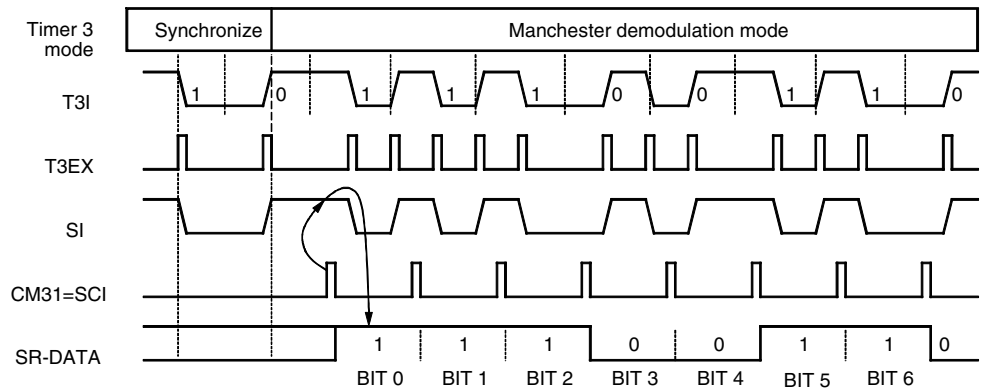 Timer 3 mode Synchronize Manchester demodulation mode
T3I 1 0 1 1 1 0 0 1 1 0
T3EX
SI
CM31=SCI
SR-DATA 1 1 1 0 0 1 1 0
BIT 0 BIT 1 BIT 2 BIT 3 BIT 4 BIT 5 BIT 6